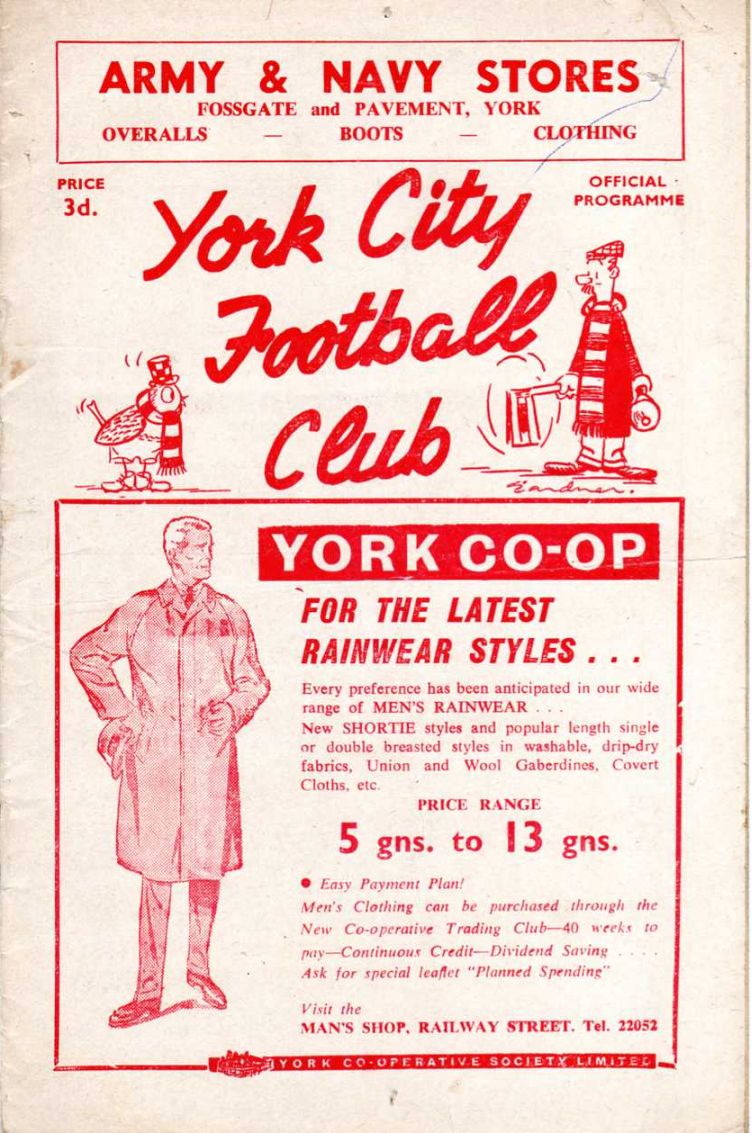 ARMY & NAVY STORES
FOSSGATE and PAVEMENT, YORK
OVERALLS — BOOTS — CLOTHING
PRICE
3d.
OFFICIAL
PROGRAMME
York City
Football
Club
Gardner.
YORK CO-OP
FOR THE LATEST
RAINWEAR STYLES . . .
Every preference has been anticipated in our wide
range of MEN'S RAINWEAR . . .
New SHORTIE styles and popular length single
or double breasted styles in washable, drip-dry
fabrics, Union and Wool Gaberdines, Covert
Cloths, etc.
PRICE RANGE
5 gns. to 13 gns.
● Easy Payment Plan!
Men's Clothing can be purchased through the
New Co-operative Trading Club—40 weeks to
pay—Continuous Credit—Dividend Saving . . . .
Ask for special leaflet "Planned Spending"
Visit the
MAN'S SHOP, RAILWAY STREET. Tel. 22052
YORK CO-OPERATIVE SOCIETY LIMITED